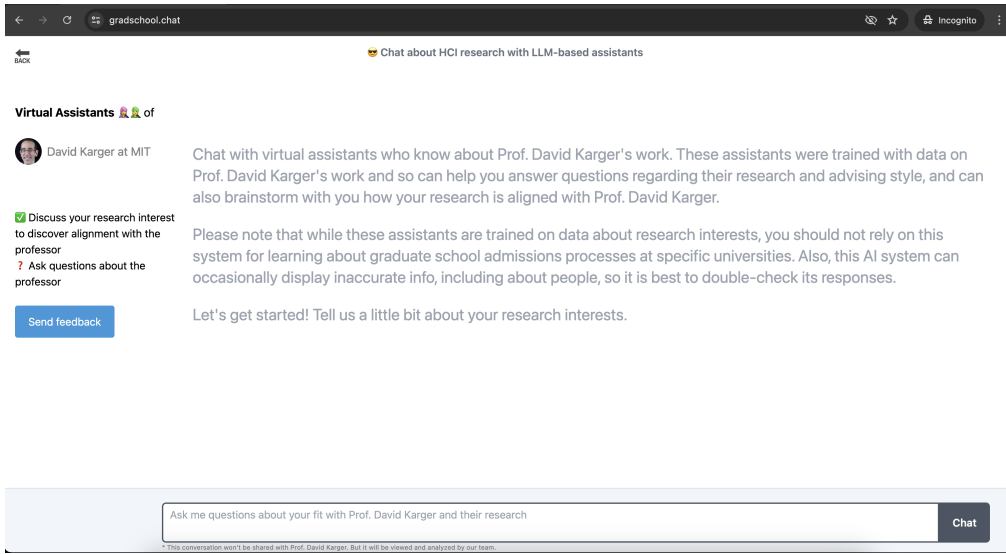 gradschool.chat
Incognito
BACK
😎 Chat about HCI research with LLM-based assistants
Virtual Assistants 🧝‍♀️🧝‍♂️ of
David Karger at MIT
✅ Discuss your research interest
to discover alignment with the
professor
❓ Ask questions about the
professor
Send feedback
Chat with virtual assistants who know about Prof. David Karger's work. These assistants were trained with data on
Prof. David Karger's work and so can help you answer questions regarding their research and advising style, and can
also brainstorm with you how your research is aligned with Prof. David Karger.
Please note that while these assistants are trained on data about research interests, you should not rely on this
system for learning about graduate school admissions processes at specific universities. Also, this AI system can
occasionally display inaccurate info, including about people, so it is best to double-check its responses.
Let's get started! Tell us a little bit about your research interests.
Ask me questions about your fit with Prof. David Karger and their research
Chat
* This conversation won't be shared with Prof. David Karger. But it will be viewed and analyzed by our team.